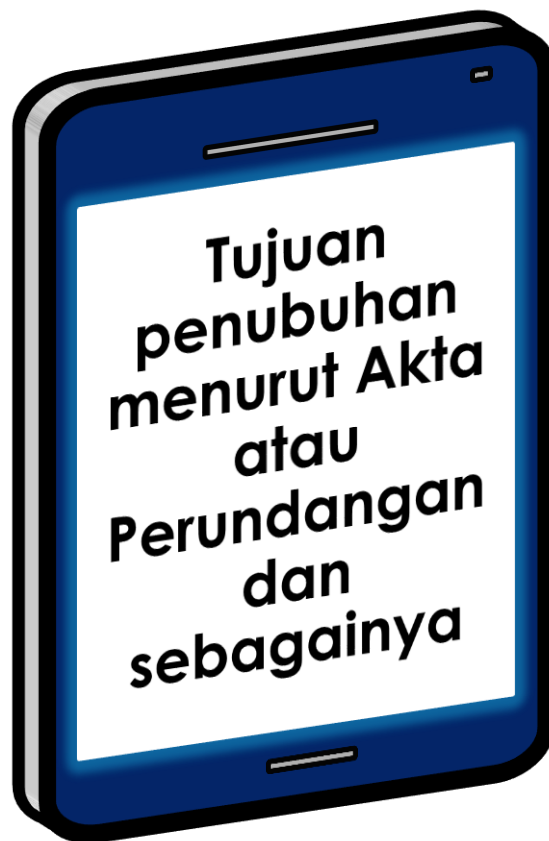 Tujuan
penubuhan
menurut Akta
atau
Perundangan
dan
sebagainya